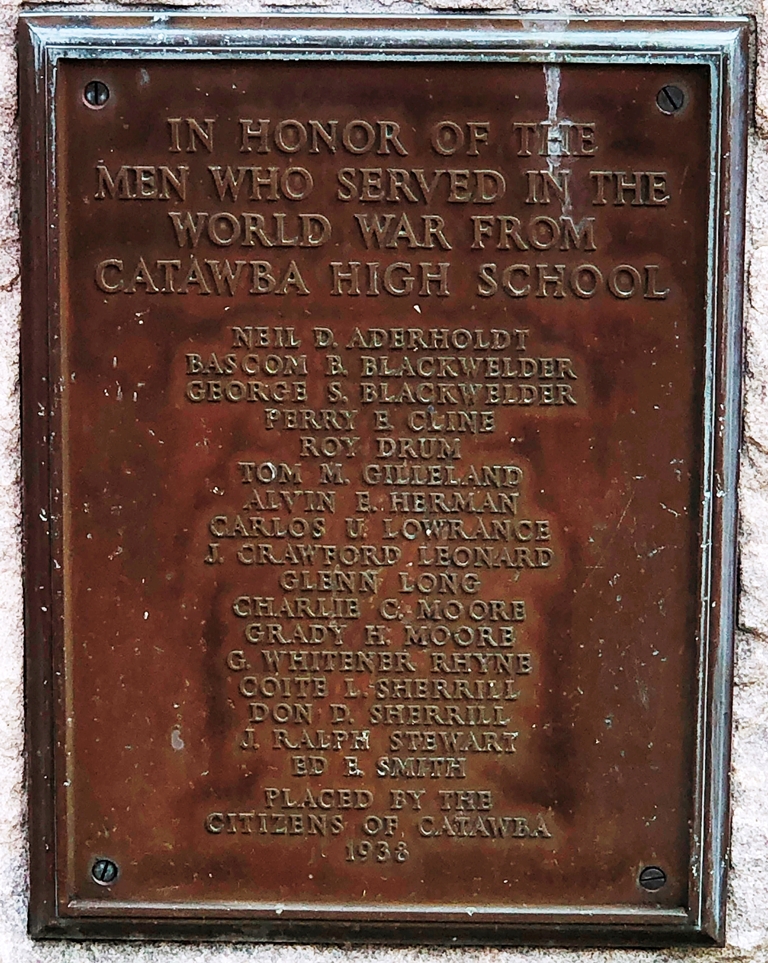 IN HONOR OF THE
MEN WHO SERVED IN THE
WORLD WAR FROM
CATAWBA HIGH SCHOOL
NEIL D. ADERHOLDT
BASCOM B. BLACKWELDER
GEORGE S. BLACKWELDER
PERRY E. CLINE
ROY DRUM
TOM M. GILLELAND
ALVIN E. HERMAN
CARLOS U. LOWRANCE
J. CRAWFORD LEONARD
GLENN LONG
CHARLIE C. MOORE
GRADY H. MOORE
G. WHITENER RHYNE
COITE L. SHERRILL
DON D. SHERRILL
J. RALPH STEWART
ED E. SMITH
PLACED BY THE
CITIZENS OF CATAWBA
1938